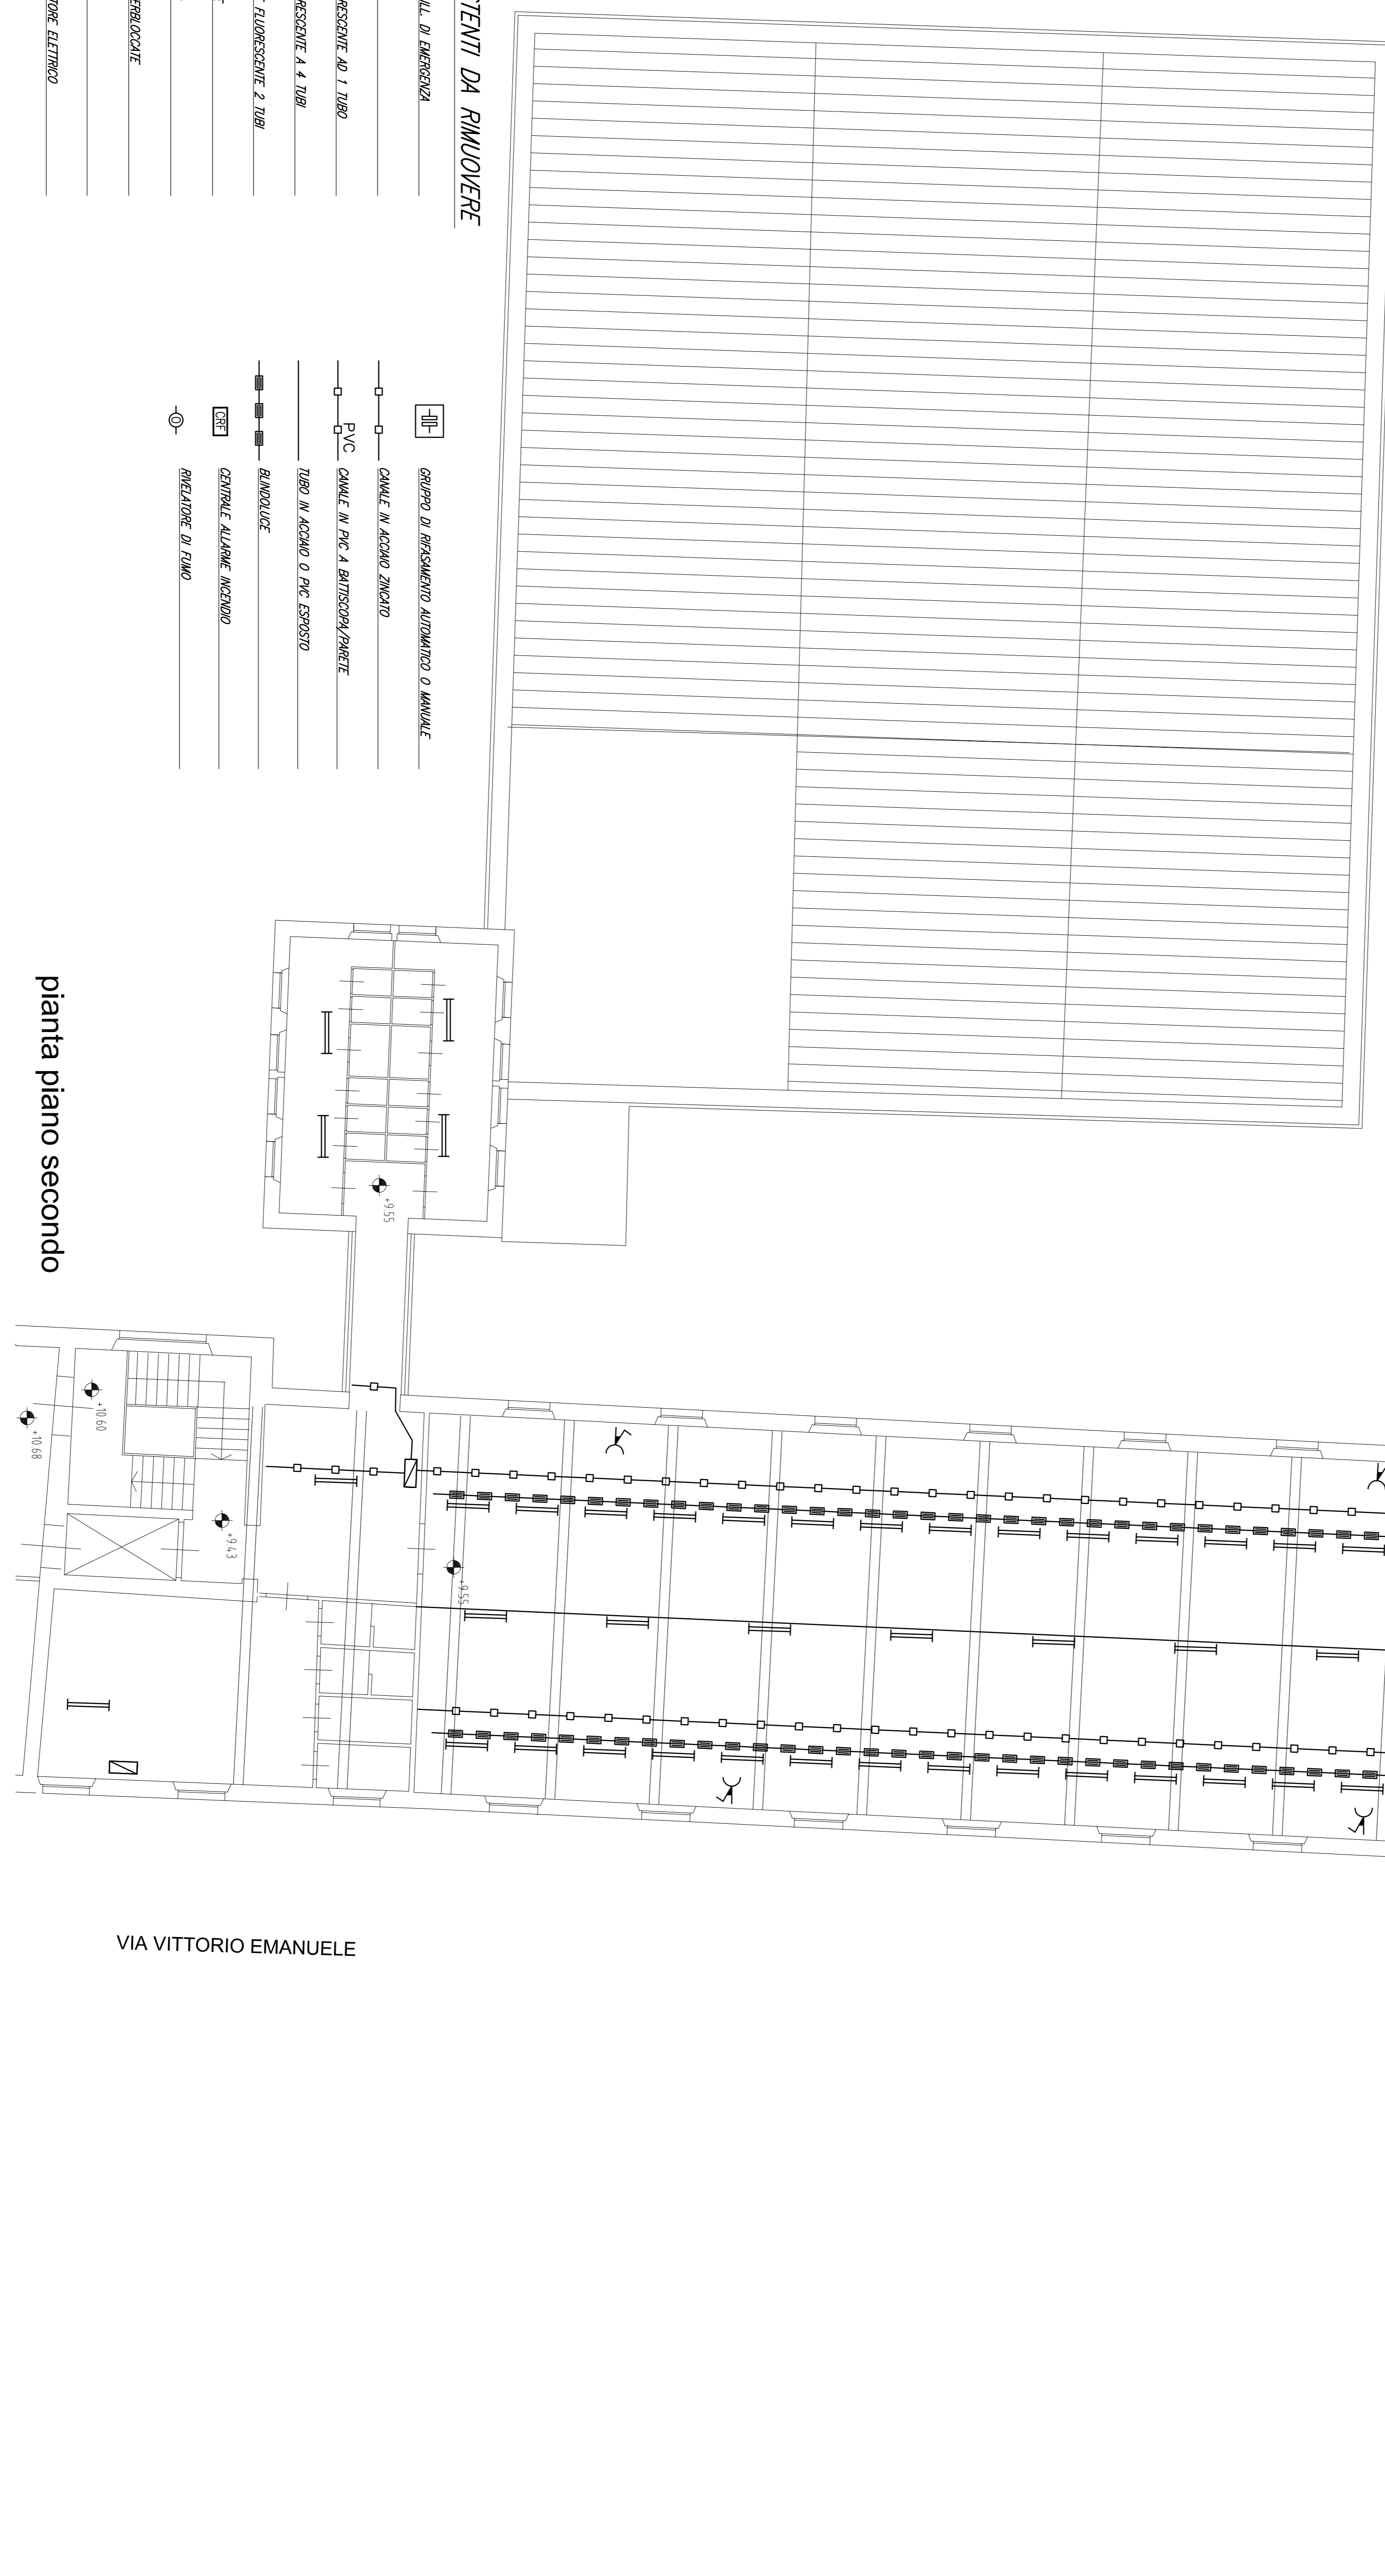 STENTI DA RIMUOVERE
ILL. DI EMERGENZA
RESCENTE AD 1 TUBO
RESCENTE A 4 TUBI
FLUORESCENTE 2 TUBI
ERBLOCCATE
TORE ELETTRICO
GRUPPO DI RIFASAMENTO AUTOMATICO O MANUALE
CANALE IN ACCIAIO ZINCATO
PVC
CANALE IN PVC A BATTISCOPA/PARETE
TUBO IN ACCIAIO O PVC ESPOSTO
BLINDOLUCE
CRF
CENTRALE ALLARME INCENDIO
RIVELATORE DI FUMO
pianta piano secondo
+9.55
+10.60
+10.68
+9.43
+9.55
VIA VITTORIO EMANUELE